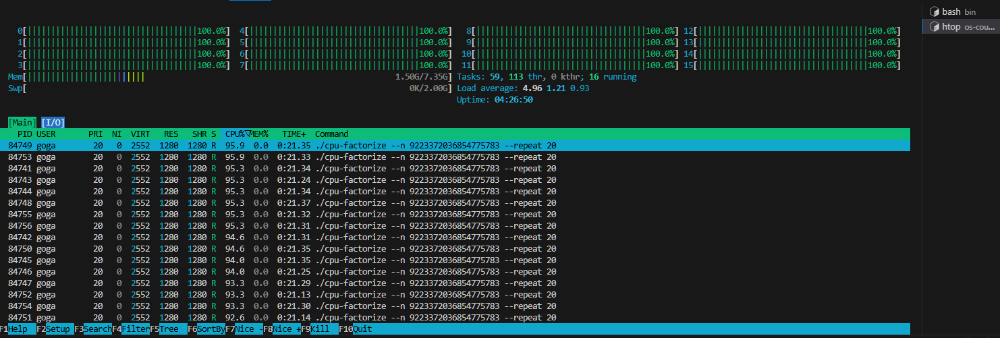 bash bin
htop os-cou...
0[||||||||||||||||||||||||||||||||||||100.0%] 4[||||||||||||||||||||||||||||||||||||100.0%] 8[||||||||||||||||||||||||||||||||||||100.0%] 12[||||||||||||||||||||||||||||||||||||100.0%]
1[||||||||||||||||||||||||||||||||||||100.0%] 5[||||||||||||||||||||||||||||||||||||100.0%] 9[||||||||||||||||||||||||||||||||||||100.0%] 13[||||||||||||||||||||||||||||||||||||100.0%]
2[||||||||||||||||||||||||||||||||||||100.0%] 6[||||||||||||||||||||||||||||||||||||100.0%] 10[||||||||||||||||||||||||||||||||||||100.0%] 14[||||||||||||||||||||||||||||||||||||100.0%]
3[||||||||||||||||||||||||||||||||||||100.0%] 7[||||||||||||||||||||||||||||||||||||100.0%] 11[||||||||||||||||||||||||||||||||||||100.0%] 15[||||||||||||||||||||||||||||||||||||100.0%]
Mem[||||||||||||||||||||||||| 1.50G/7.35G] Tasks: 59, 113 thr, 0 kthr; 16 running
Swp[ 0K/2.00G] Load average: 4.96 1.21 0.93
Uptime: 04:26:50
[Main] [I/O]
PID USER PRI NI VIRT RES SHR S CPU%▽MEM% TIME+ Command
84749 goga 20 0 2552 1280 1280 R 95.9 0.0 0:21.35 ./cpu-factorize --n 9223372036854775783 --repeat 20
84753 goga 20 0 2552 1280 1280 R 95.9 0.0 0:21.33 ./cpu-factorize --n 9223372036854775783 --repeat 20
84741 goga 20 0 2552 1280 1280 R 95.3 0.0 0:21.34 ./cpu-factorize --n 9223372036854775783 --repeat 20
84743 goga 20 0 2552 1280 1280 R 95.3 0.0 0:21.24 ./cpu-factorize --n 9223372036854775783 --repeat 20
84744 goga 20 0 2552 1280 1280 R 95.3 0.0 0:21.34 ./cpu-factorize --n 9223372036854775783 --repeat 20
84748 goga 20 0 2552 1280 1280 R 95.3 0.0 0:21.37 ./cpu-factorize --n 9223372036854775783 --repeat 20
84755 goga 20 0 2552 1280 1280 R 95.3 0.0 0:21.32 ./cpu-factorize --n 9223372036854775783 --repeat 20
84756 goga 20 0 2552 1280 1280 R 95.3 0.0 0:21.31 ./cpu-factorize --n 9223372036854775783 --repeat 20
84742 goga 20 0 2552 1280 1280 R 94.6 0.0 0:21.31 ./cpu-factorize --n 9223372036854775783 --repeat 20
84750 goga 20 0 2552 1280 1280 R 94.6 0.0 0:21.35 ./cpu-factorize --n 9223372036854775783 --repeat 20
84745 goga 20 0 2552 1280 1280 R 94.0 0.0 0:21.35 ./cpu-factorize --n 9223372036854775783 --repeat 20
84746 goga 20 0 2552 1280 1280 R 94.0 0.0 0:21.25 ./cpu-factorize --n 9223372036854775783 --repeat 20
84747 goga 20 0 2552 1280 1280 R 93.3 0.0 0:21.29 ./cpu-factorize --n 9223372036854775783 --repeat 20
84752 goga 20 0 2552 1280 1280 R 93.3 0.0 0:21.13 ./cpu-factorize --n 9223372036854775783 --repeat 20
84754 goga 20 0 2552 1280 1280 R 93.3 0.0 0:21.30 ./cpu-factorize --n 9223372036854775783 --repeat 20
84751 goga 20 0 2552 1280 1280 R 92.6 0.0 0:21.14 ./cpu-factorize --n 9223372036854775783 --repeat 20
F1Help F2Setup F3SearchF4FilterF5Tree F6SortByF7Nice -F8Nice +F9Kill F10Quit